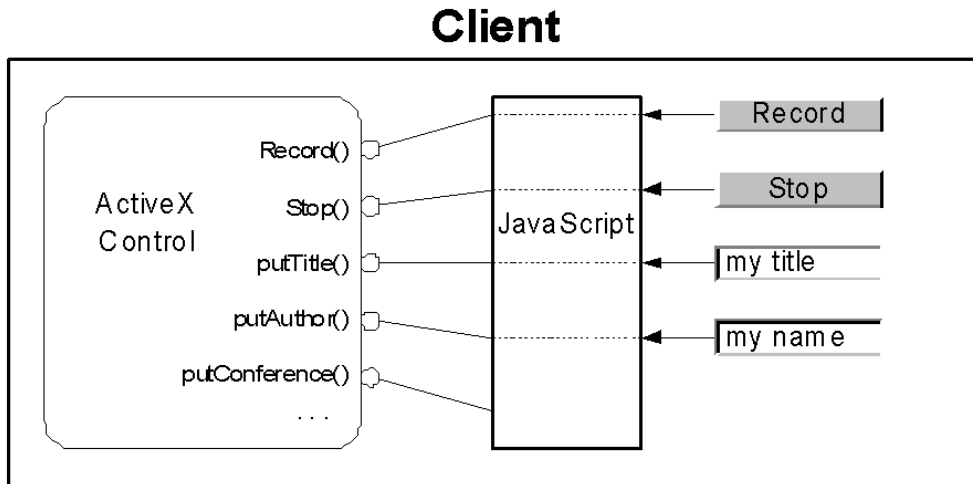 Client
ActiveX
Control
Record()
Stop()
putTitle()
putAuthor()
putConference()
. . .
JavaScript
Record
Stop
my title
my name